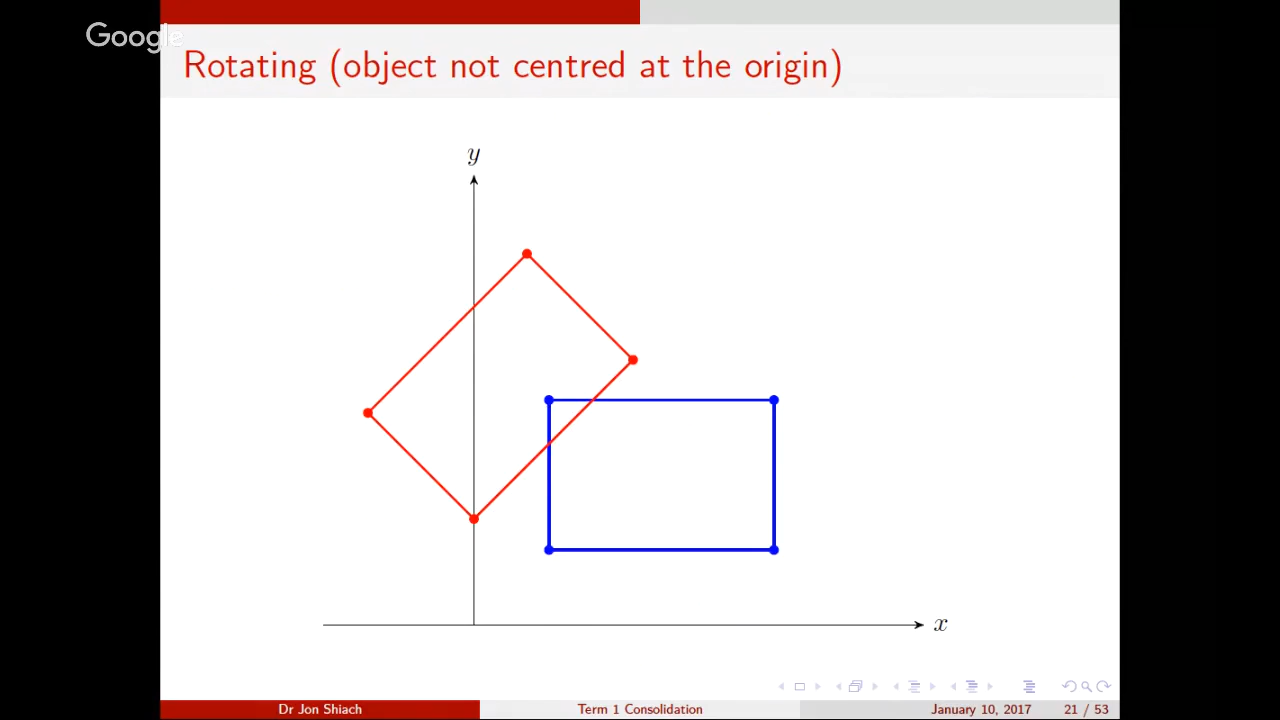 Google
Rotating (object not centred at the origin)
y
x
Dr Jon Shiach
Term 1 Consolidation
January 10, 2017
21 / 53